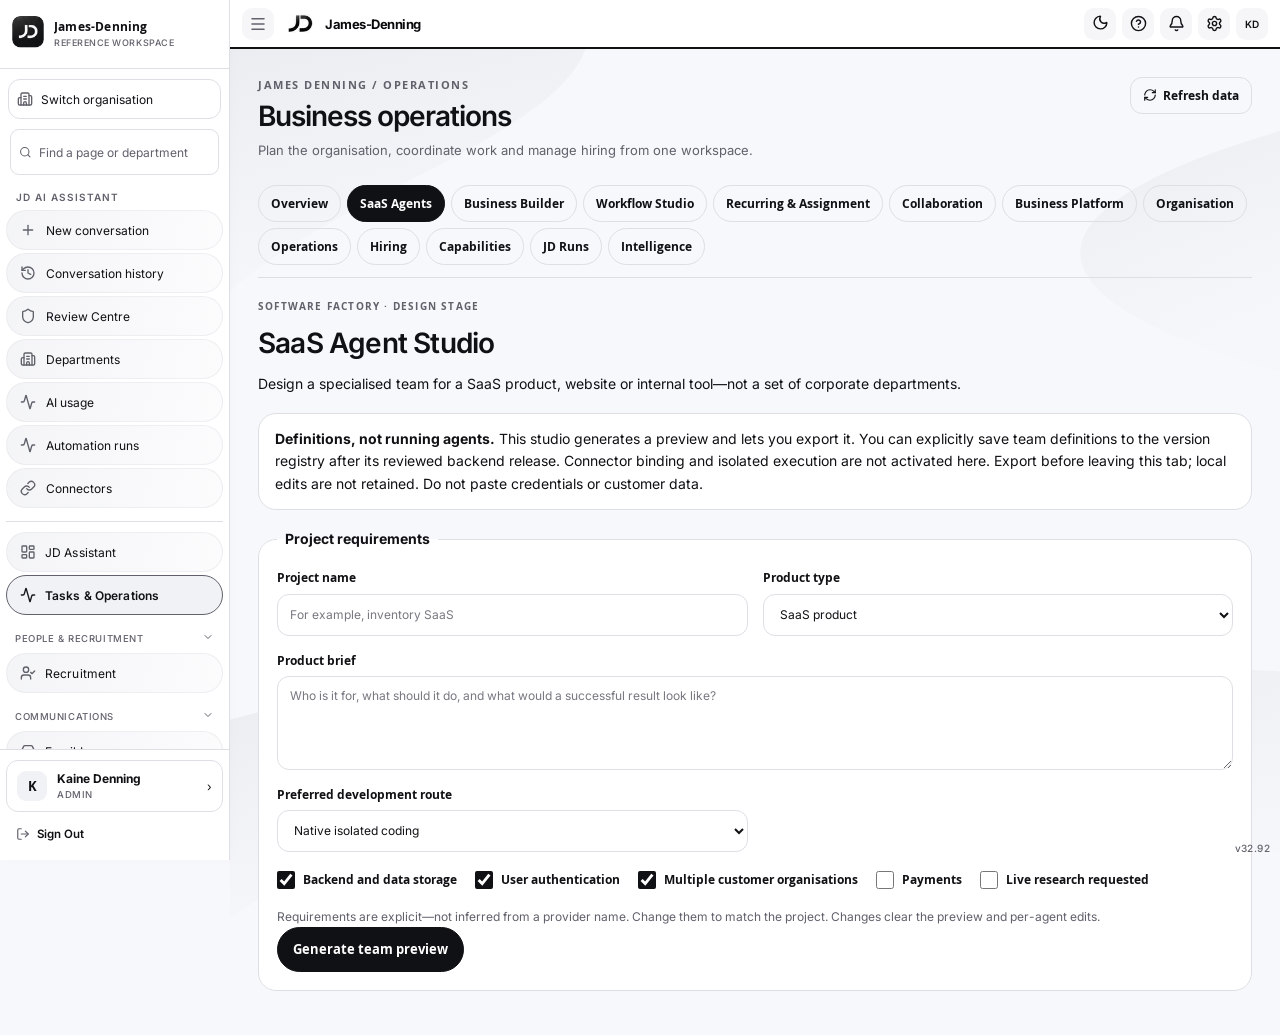 James-Denning
REFERENCE WORKSPACE
Switch organisation
Find a page or department
JD AI ASSISTANT
New conversation
Conversation history
Review Centre
Departments
AI usage
Automation runs
Connectors
JD Assistant
Tasks & Operations
PEOPLE & RECRUITMENT
Recruitment
COMMUNICATIONS
K
Kaine Denning
ADMIN
Sign Out
JD James-Denning
KD
JAMES DENNING / OPERATIONS
Business operations
Plan the organisation, coordinate work and manage hiring from one workspace.
Refresh data
Overview SaaS Agents Business Builder Workflow Studio Recurring & Assignment Collaboration Business Platform Organisation
Operations Hiring Capabilities JD Runs Intelligence
SOFTWARE FACTORY · DESIGN STAGE
SaaS Agent Studio
Design a specialised team for a SaaS product, website or internal tool—not a set of corporate departments.
Definitions, not running agents. This studio generates a preview and lets you export it. You can explicitly save team definitions to the version
registry after its reviewed backend release. Connector binding and isolated execution are not activated here. Export before leaving this tab; local
edits are not retained. Do not paste credentials or customer data.
Project requirements
Project name
For example, inventory SaaS
Product type
SaaS product
Product brief
Who is it for, what should it do, and what would a successful result look like?
Preferred development route
Native isolated coding
v32.92
Backend and data storage User authentication Multiple customer organisations Payments Live research requested
Requirements are explicit—not inferred from a provider name. Change them to match the project. Changes clear the preview and per-agent edits.
Generate team preview